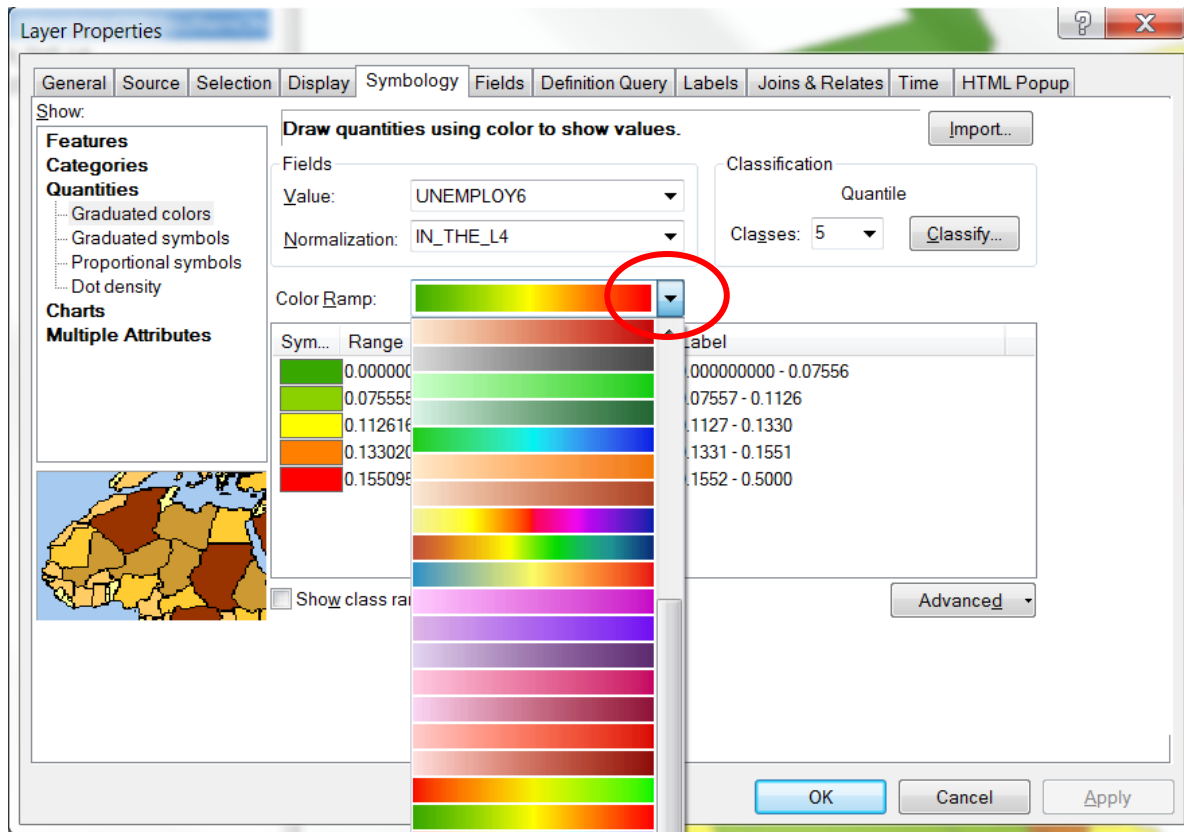 Layer Properties
General Source Selection Display Symbology Fields Definition Query Labels Joins & Relates Time HTML Popup
Show:
Features
Categories
Quantities
Graduated colors
Graduated symbols
Proportional symbols
Dot density
Charts
Multiple Attributes
Draw quantities using color to show values.
Import...
Fields
Value: UNEMPLOY6
Normalization: IN_THE_L4
Classification
Quantile
Classes: 5 Classify...
Color Ramp:
Sym... Range Label
0.000000 .000000000 - 0.07556
0.075555 .07557 - 0.1126
0.112616 .1127 - 0.1330
0.133020 .1331 - 0.1551
0.155095 .1552 - 0.5000
Show class ra
Advanced
OK Cancel Apply